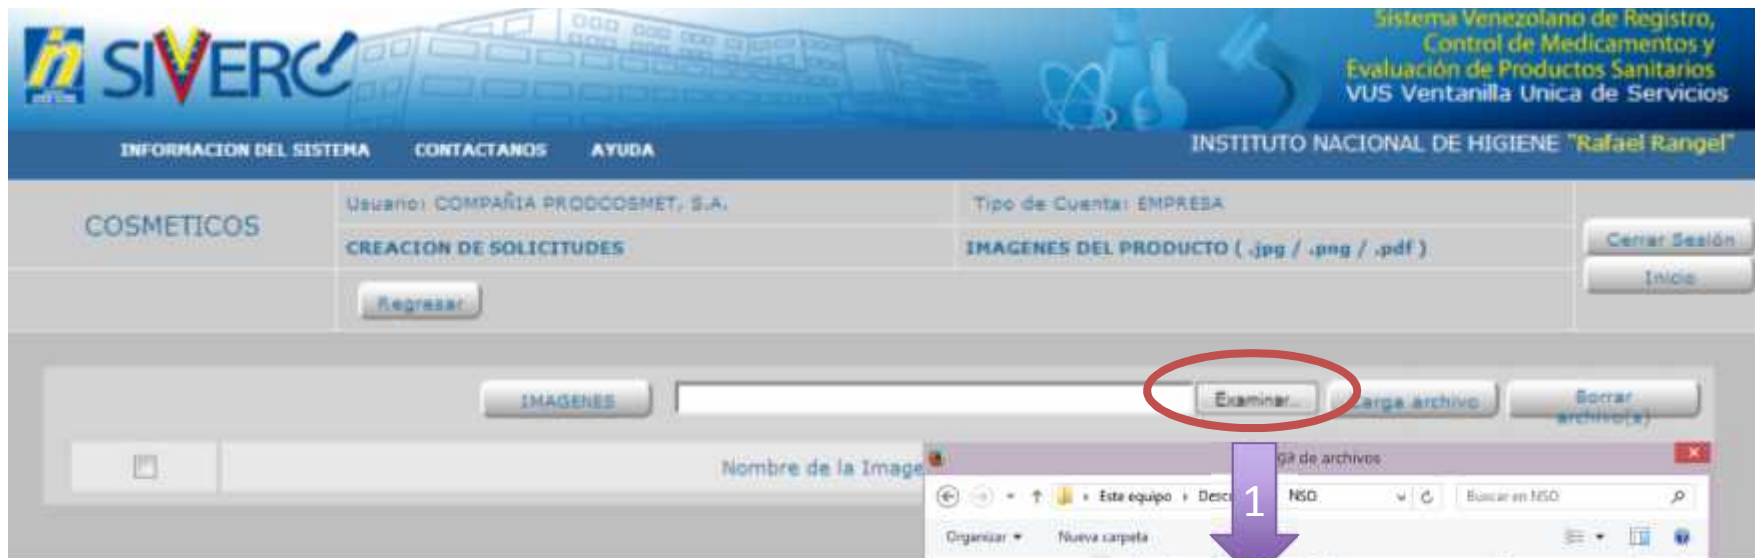 SIVERC
Sistema Venezolano de Registro,
Control de Medicamentos y
Evaluación de Productos Sanitarios
VUS Ventanilla Unica de Servicios
INFORMACION DEL SISTEMA CONTACTANOS AYUDA
INSTITUTO NACIONAL DE HIGIENE "Rafael Rangel"
COSMETICOS
Usuario: COMPAÑIA PRODCOSMET, S.A.
Tipo de Cuenta: EMPRESA
CREACION DE SOLICITUDES
IMAGENES DEL PRODUCTO ( .jpg / .png / .pdf )
Cerrar Sesión
Inicio
Regresar
IMAGENES
Examinar...
Carga archivo
Borrar
archivo(s)
Nombre de la Image
de archivos
Este equipo NSO
Buscar en NSO
1
Organizar Nueva carpeta